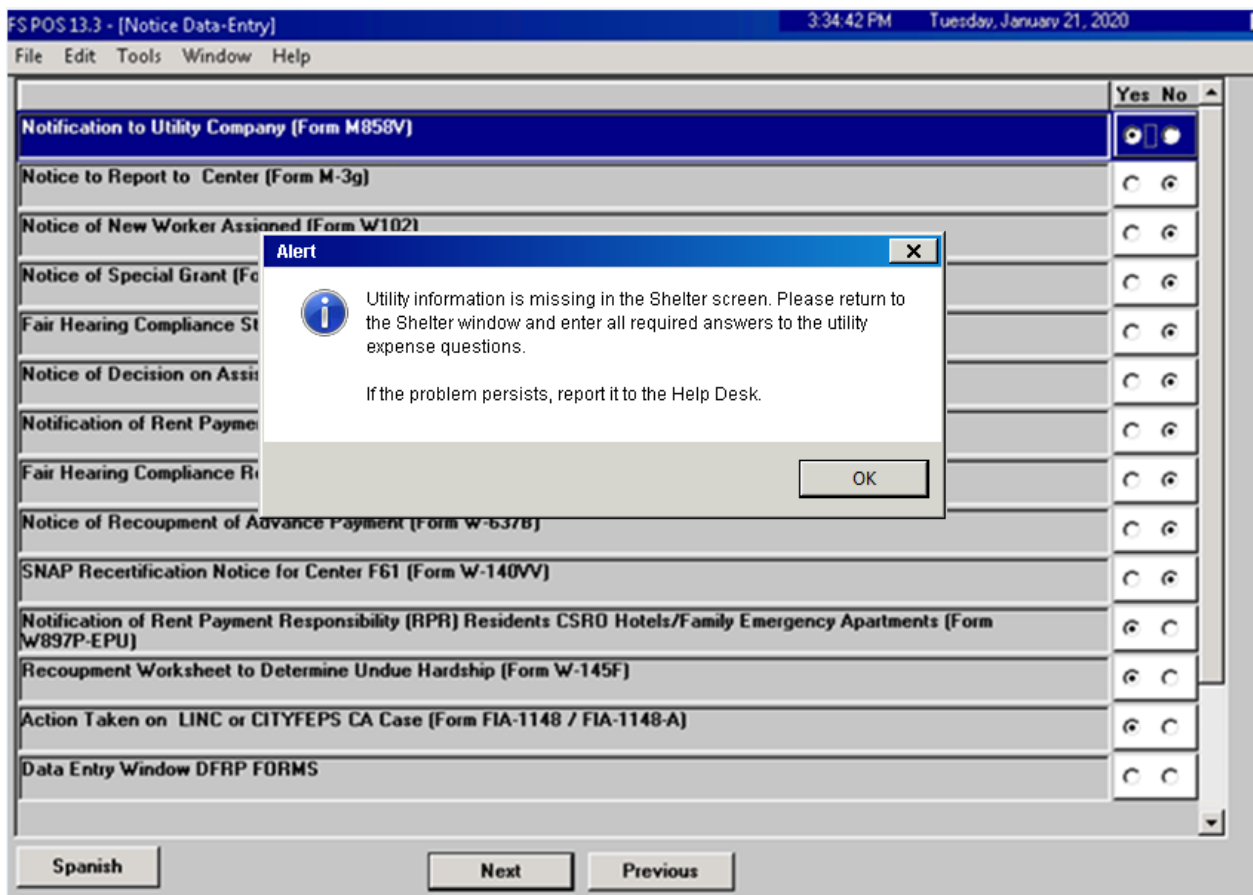 FS POS 13.3 - [Notice Data-Entry] 3:34:42 PM Tuesday, January 21, 2020
File Edit Tools Window Help
Yes No
Notification to Utility Company (Form M858V)
Notice to Report to Center (Form M-3g)
Notice of New Worker Assigned (Form W102)
Notice of Special Grant (Fo
Fair Hearing Compliance St
Notice of Decision on Assis
Notification of Rent Payme
Fair Hearing Compliance Re
Notice of Recoupment of Advance Payment (Form W-637B)
SNAP Recertification Notice for Center F61 (Form W-140VV)
Notification of Rent Payment Responsibility (RPR) Residents CSRO Hotels/Family Emergency Apartments (Form
W897P-EPU)
Recoupment Worksheet to Determine Undue Hardship (Form W-145F)
Action Taken on LINC or CITYFEPS CA Case (Form FIA-1148 / FIA-1148-A)
Data Entry Window DFRP FORMS
Alert
Utility information is missing in the Shelter screen. Please return to
the Shelter window and enter all required answers to the utility
expense questions.
If the problem persists, report it to the Help Desk.
OK
Spanish Next Previous